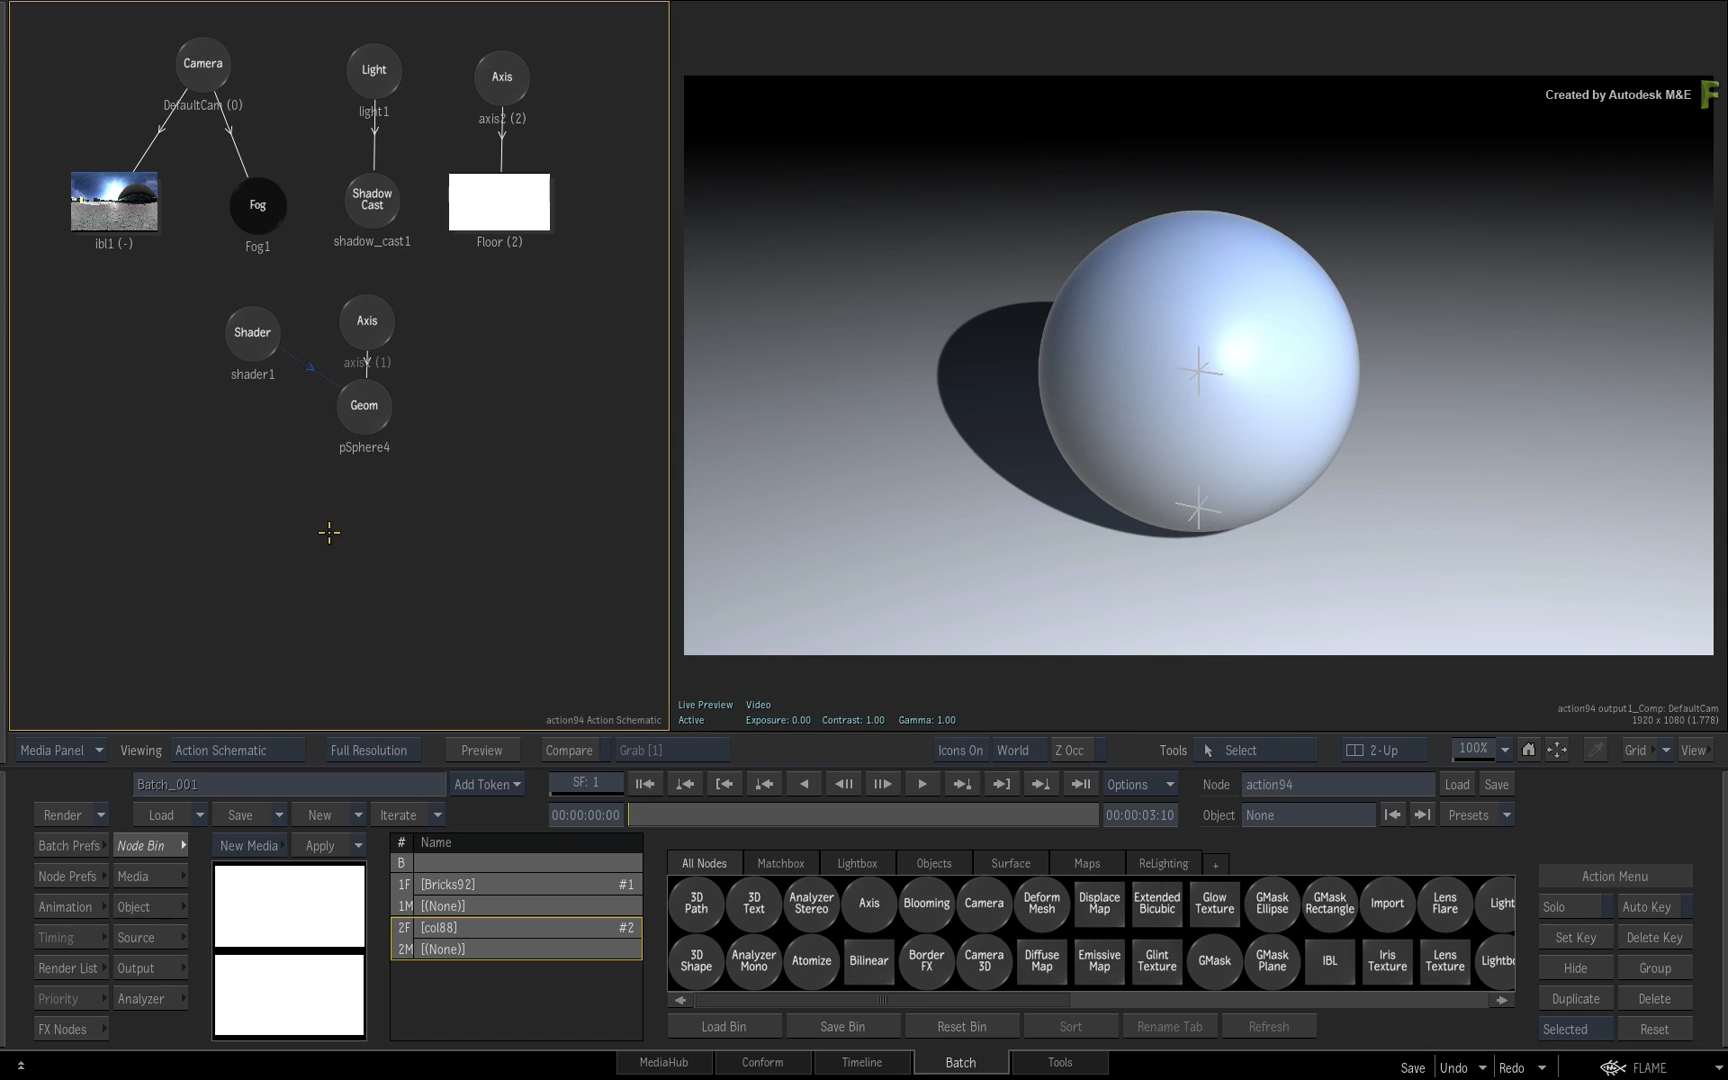 Camera
DefaultCam (0)
Light
light1
Axis
axis2 (2)
ibl1 (-)
Fog
Fog1
Shadow
Cast
shadow_cast1
Floor (2)
Shader
shader1
Axis
(1)
Geom
pSphere4
action94 Action Schematic
Created by Autodesk M&E
Live Preview Video
Active Exposure: 0.00 Contrast: 1.00 Gamma: 1.00
action94 output1_Comp: DefaultCam
1920 x 1080 (1.778)
Media Panel Viewing Action Schematic Full Resolution Preview Compare Grab [1] Icons On World Z Occ Tools Select 2-Up 100% Grid View
Batch_001 Add Token SF: 1 Options Node action94 Load Save
Render Load Save New Iterate 00:00:00:00 00:00:03:10 Object None Presets
Batch Prefs Node Bin New Media Apply
Node Prefs Media
Animation Object
Timing Source
Render List Output
Priority Analyzer
FX Nodes
# Name
B
1F [Bricks92] #1
1M [(None)]
2F [col88] #2
2M [(None)]
All Nodes Matchbox Lightbox Objects Surface Maps ReLighting +
3D Path
3D Text
Analyzer Stereo
Axis
Blooming
Camera
Deform Mesh
Displace Map
Extended Bicubic
Glow Texture
GMask Ellipse
GMask Rectangle
Import
Lens Flare
Light
3D Shape
Analyzer Mono
Atomize
Bilinear
Border FX
Camera 3D
Diffuse Map
Emissive Map
Glint Texture
GMask
GMask Plane
IBL
Iris Texture
Lens Texture
Lightbo
Load Bin Save Bin Reset Bin Sort Rename Tab Refresh
Action Menu
Solo Auto Key
Set Key Delete Key
Hide Group
Duplicate Delete
Selected Reset
MediaHub Conform Timeline Batch Tools
Save Undo Redo FLAME